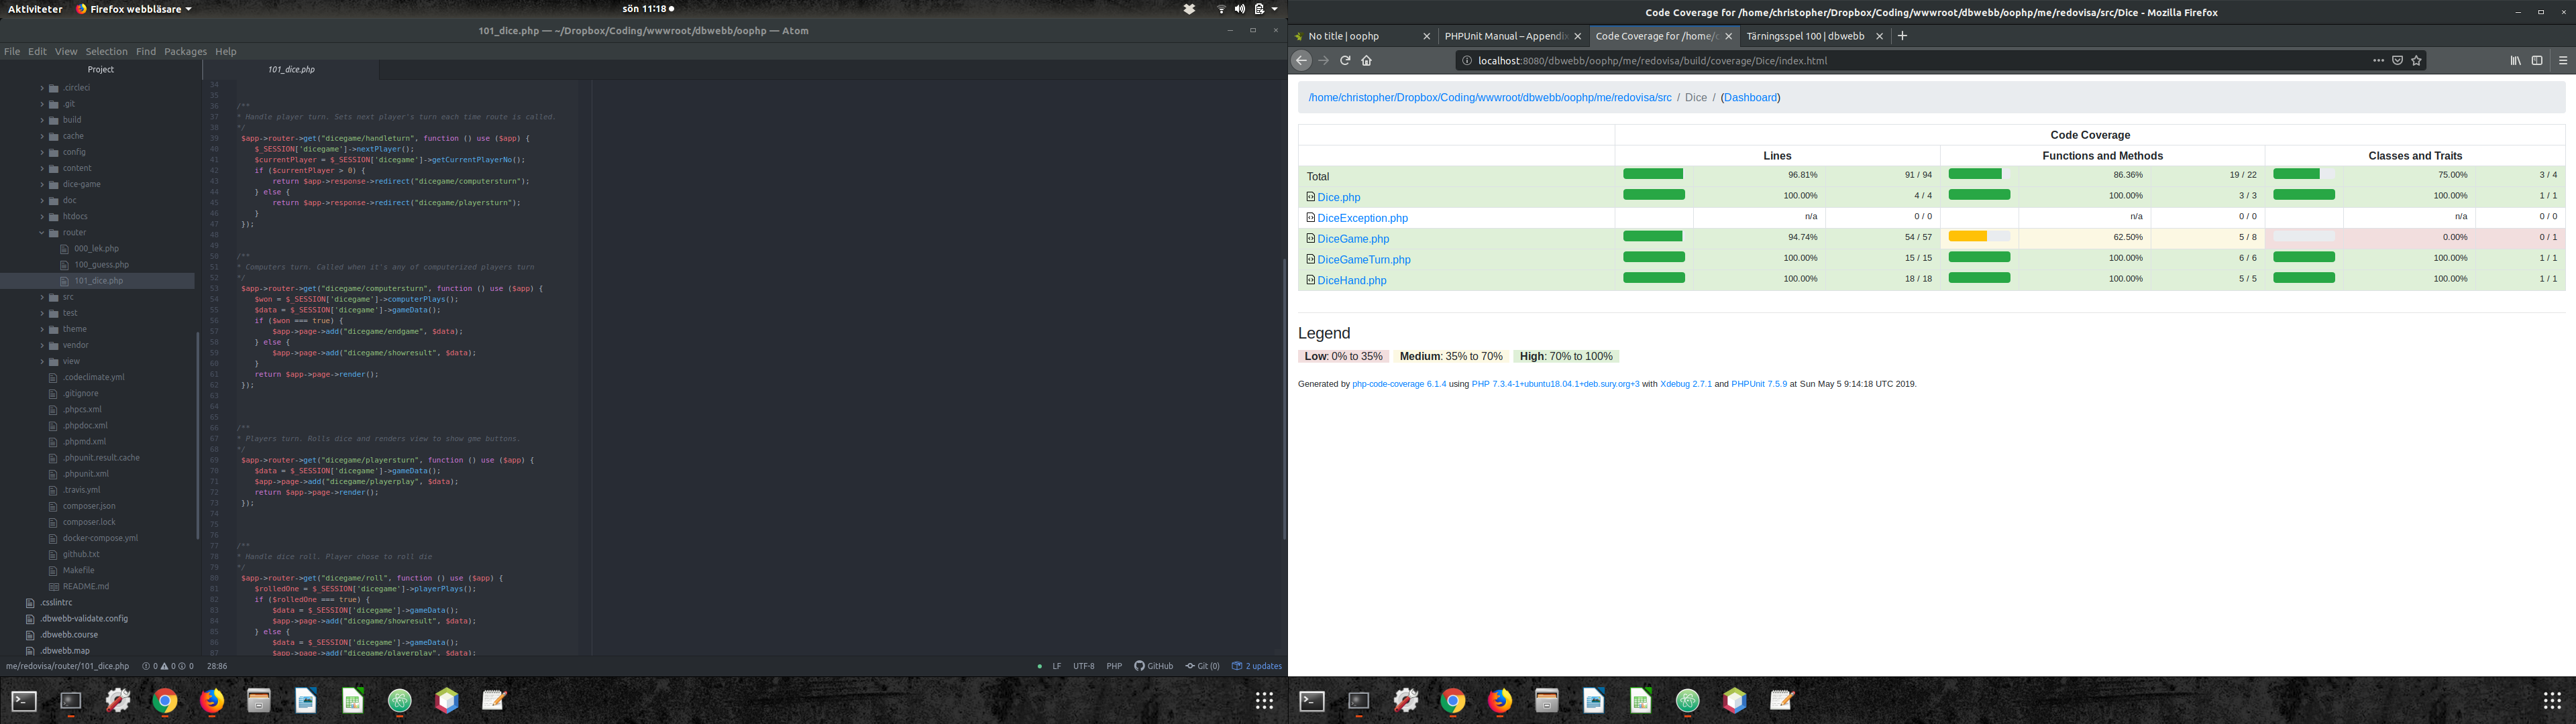 Aktiviteter Firefox webbläsare sön 11:18
101_dice.php — ~/Dropbox/Coding/wwwroot/dbwebb/oophp — Atom
File Edit View Selection Find Packages Help
Project
.circleci
.git
build
cache
config
content
dice-game
doc
htdocs
router
000_lek.php
100_guess.php
101_dice.php
src
test
theme
vendor
view
.codeclimate.yml
.gitignore
.phpcs.xml
.phpdoc.xml
.phpmd.xml
.phpunit.result.cache
.phpunit.xml
.travis.yml
composer.json
composer.lock
docker-compose.yml
github.txt
Makefile
README.md
.csslintrc
.dbwebb-validate.config
.dbwebb.course
.dbwebb.map
101_dice.php
34
35
36 /**
37 * Handle player turn. Sets next player's turn each time route is called.
38 */
39 $app->router->get("dicegame/handleturn", function () use ($app) {
40 $_SESSION['dicegame']->nextPlayer();
41 $currentPlayer = $_SESSION['dicegame']->getCurrentPlayerNo();
42 if ($currentPlayer > 0) {
43 return $app->response->redirect("dicegame/computersturn");
44 } else {
45 return $app->response->redirect("dicegame/playersturn");
46 }
47 });
48
49
50 /**
51 * Computers turn. Called when it's any of computerized players turn
52 */
53 $app->router->get("dicegame/computersturn", function () use ($app) {
54 $won = $_SESSION['dicegame']->computerPlays();
55 $data = $_SESSION['dicegame']->gameData();
56 if ($won === true) {
57 $app->page->add("dicegame/endgame", $data);
58 } else {
59 $app->page->add("dicegame/showresult", $data);
60 }
61 return $app->page->render();
62 });
63
64
65
66 /**
67 * Players turn. Rolls dice and renders view to show gme buttons.
68 */
69 $app->router->get("dicegame/playersturn", function () use ($app) {
70 $data = $_SESSION['dicegame']->gameData();
71 $app->page->add("dicegame/playerplay", $data);
72 return $app->page->render();
73 });
74
75
76
77 /**
78 * Handle dice roll. Player chose to roll die
79 */
80 $app->router->get("dicegame/roll", function () use ($app) {
81 $rolledOne = $_SESSION['dicegame']->playerPlays();
82 if ($rolledOne === true) {
83 $data = $_SESSION['dicegame']->gameData();
84 $app->page->add("dicegame/showresult", $data);
85 } else {
86 $data = $_SESSION['dicegame']->gameData();
87 $app->page->add("dicegame/playerplay", $data);
me/redovisa/router/101_dice.php 0 0 0 28:86 LF UTF-8 PHP GitHub Git (0) 2 updates
Code Coverage for /home/christopher/Dropbox/Coding/wwwroot/dbwebb/oophp/me/redovisa/src/Dice - Mozilla Firefox
No title | oophp PHPUnit Manual – Appendix Code Coverage for /home/c Tärningsspel 100 | dbwebb
localhost:8080/dbwebb/oophp/me/redovisa/build/coverage/Dice/index.html
/home/christopher/Dropbox/Coding/wwwroot/dbwebb/oophp/me/redovisa/src / Dice / (Dashboard)
Code Coverage
Lines Functions and Methods Classes and Traits
Total 96.81% 91 / 94 86.36% 19 / 22 75.00% 3 / 4
Dice.php 100.00% 4 / 4 100.00% 3 / 3 100.00% 1 / 1
DiceException.php n/a 0 / 0 n/a 0 / 0 n/a 0 / 0
DiceGame.php 94.74% 54 / 57 62.50% 5 / 8 0.00% 0 / 1
DiceGameTurn.php 100.00% 15 / 15 100.00% 6 / 6 100.00% 1 / 1
DiceHand.php 100.00% 18 / 18 100.00% 5 / 5 100.00% 1 / 1
Legend
Low: 0% to 35% Medium: 35% to 70% High: 70% to 100%
Generated by php-code-coverage 6.1.4 using PHP 7.3.4-1+ubuntu18.04.1+deb.sury.org+3 with Xdebug 2.7.1 and PHPUnit 7.5.9 at Sun May 5 9:14:18 UTC 2019.